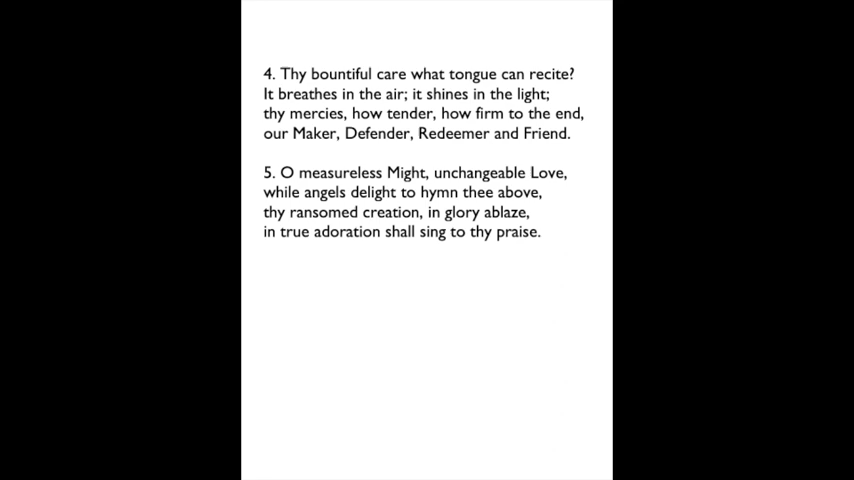 4. Thy bountiful care what tongue can recite?
It breathes in the air; it shines in the light;
thy mercies, how tender, how firm to the end,
our Maker, Defender, Redeemer and Friend.
5. O measureless Might, unchangeable Love,
while angels delight to hymn thee above,
thy ransomed creation, in glory ablaze,
in true adoration shall sing to thy praise.